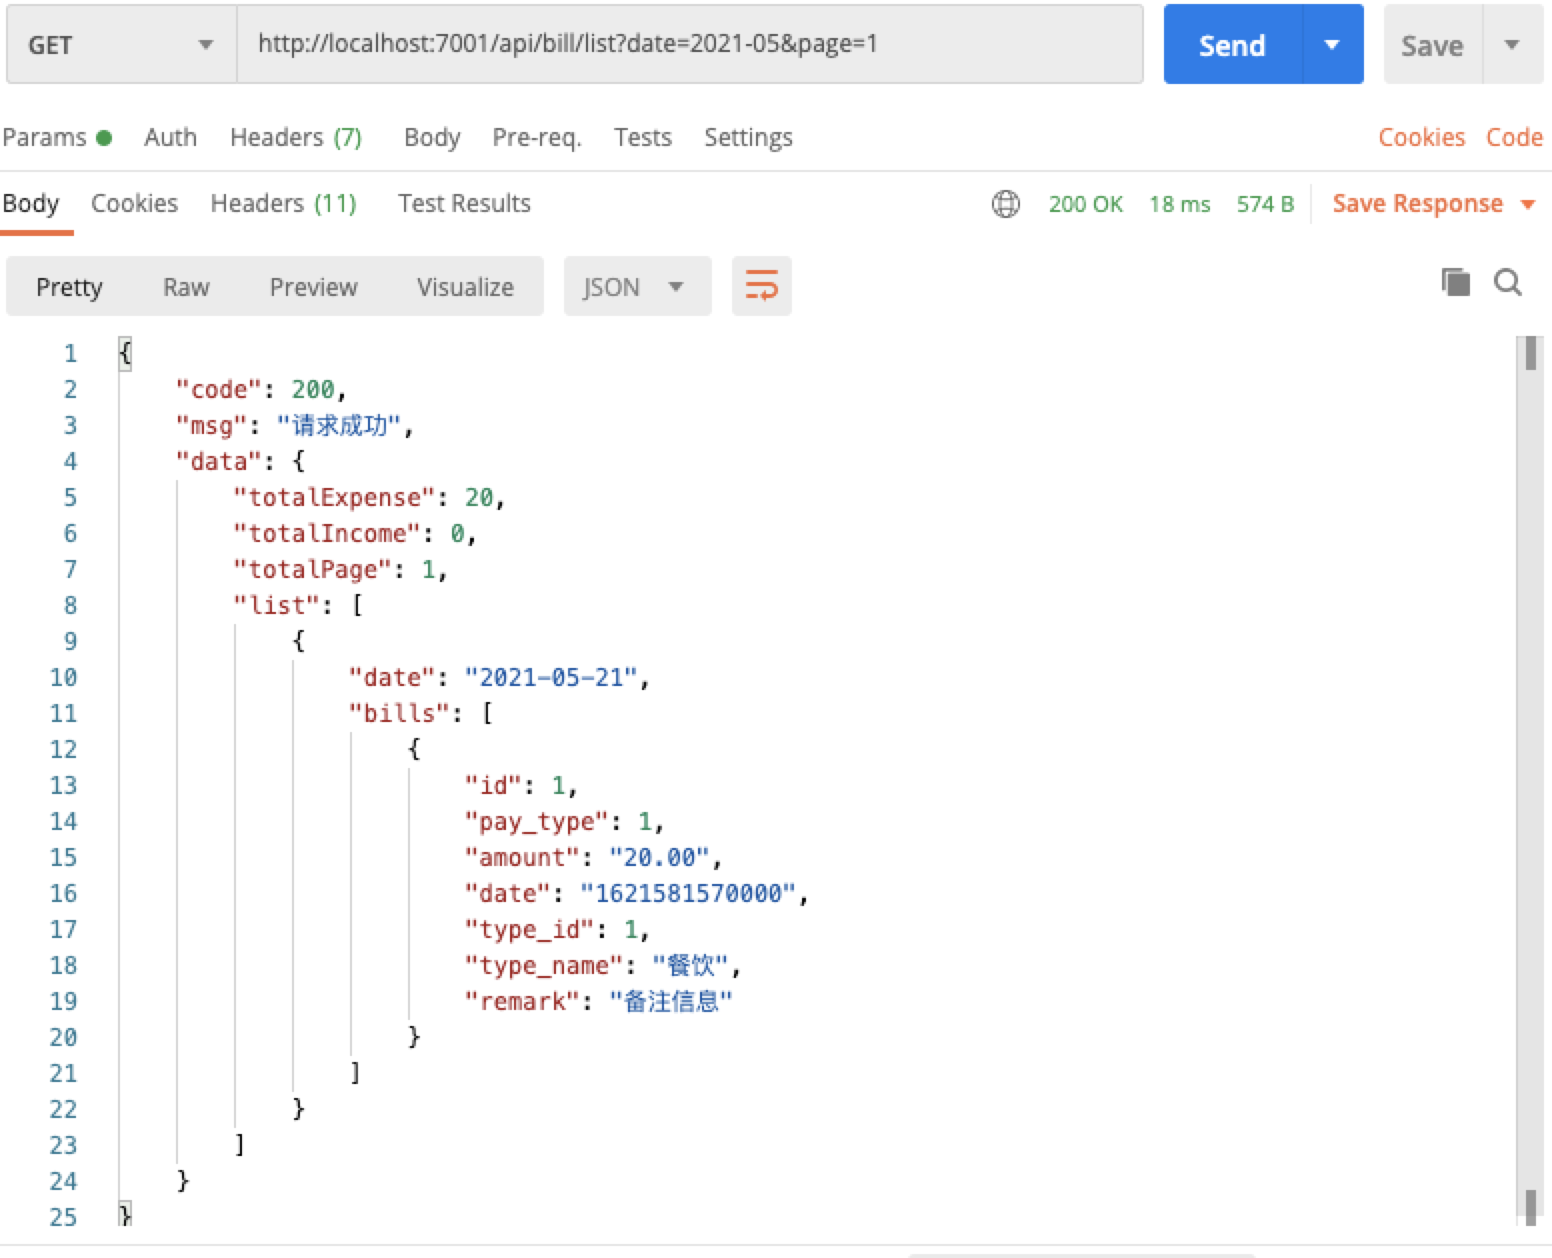 GET http://localhost:7001/api/bill/list?date=2021-05&page=1 Send Save
Params Auth Headers (7) Body Pre-req. Tests Settings Cookies Code
Body Cookies Headers (11) Test Results 200 OK 18 ms 574 B Save Response
Pretty Raw Preview Visualize JSON
1 {
2 "code": 200,
3 "msg": "请求成功",
4 "data": {
5 "totalExpense": 20,
6 "totalIncome": 0,
7 "totalPage": 1,
8 "list": [
9 {
10 "date": "2021-05-21",
11 "bills": [
12 {
13 "id": 1,
14 "pay_type": 1,
15 "amount": "20.00",
16 "date": "1621581570000",
17 "type_id": 1,
18 "type_name": "餐饮",
19 "remark": "备注信息"
20 }
21 ]
22 }
23 ]
24 }
25 }